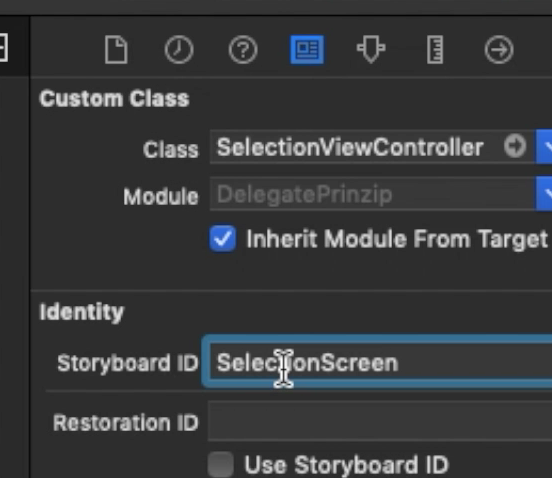 Custom Class
Class SelectionViewController
Module DelegatePrinzip
Inherit Module From Target
Identity
Storyboard ID SelectionScreen
Restoration ID
Use Storyboard ID